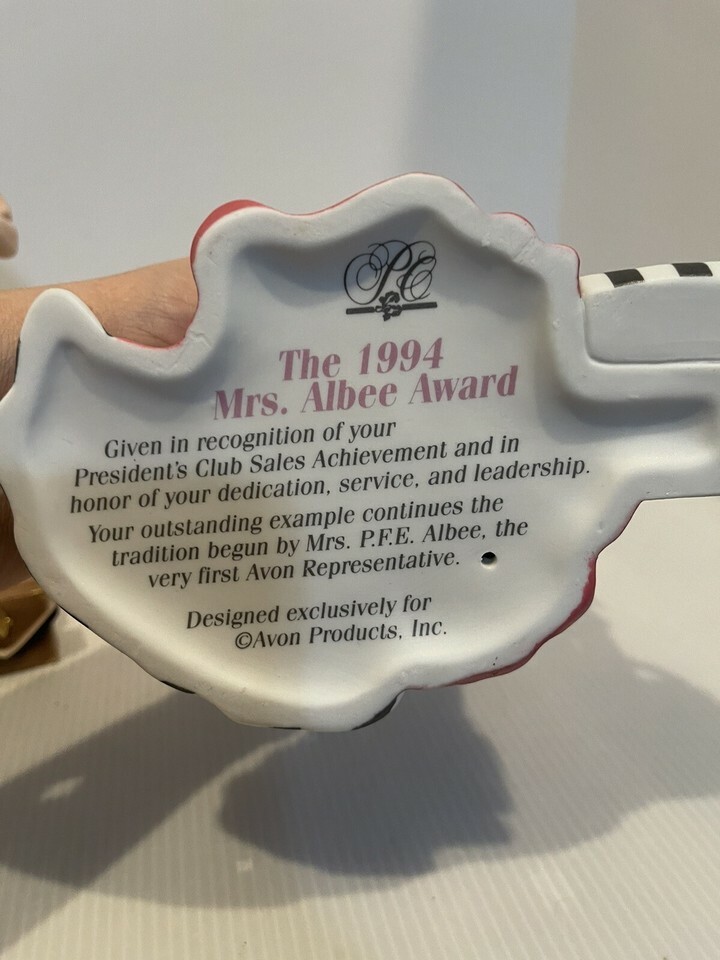 PC
The 1994
Mrs. Albee Award
Given in recognition of your
President's Club Sales Achievement and in
honor of your dedication, service, and leadership.
Your outstanding example continues the
tradition begun by Mrs. P.F.E. Albee, the
very first Avon Representative.
Designed exclusively for
©Avon Products, Inc.